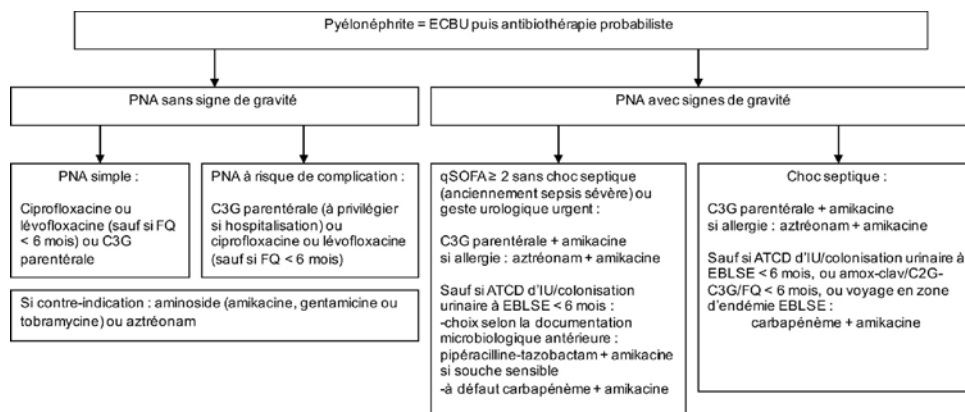 Pyélonéphrite = ECBU puis antibiothérapie probabiliste
PNA sans signe de gravité
PNA avec signes de gravité
PNA simple :
Ciprofloxacine ou
lévofloxacine (sauf si FQ
< 6 mois) ou C3G
parentérale
PNA à risque de complication :
C3G parentérale (à privilégier
si hospitalisation) ou
ciprofloxacine ou lévofloxacine
(sauf si FQ < 6 mois)
Si contre-indication : aminoside (amikacine, gentamicine ou
tobramycine) ou aztréonam
qSOFA ≥ 2 sans choc septique
(anciennement sepsis sévère) ou
geste urologique urgent :
C3G parentérale + amikacine
si allergie : aztréonam + amikacine
Sauf si ATCD d'IU/colonisation
urinaire à EBLSE < 6 mois :
-choix selon la documentation
microbiologique antérieure :
pipéracilline-tazobactam + amikacine
si souche sensible
-à défaut carbapénème + amikacine
Choc septique :
C3G parentérale + amikacine
si allergie : aztréonam + amikacine
Sauf si ATCD d'IU/colonisation urinaire à
EBLSE < 6 mois, ou amox-clav/C2G-
C3G/FQ < 6 mois, ou voyage en zone
d'endémie EBLSE :
carbapénème + amikacine